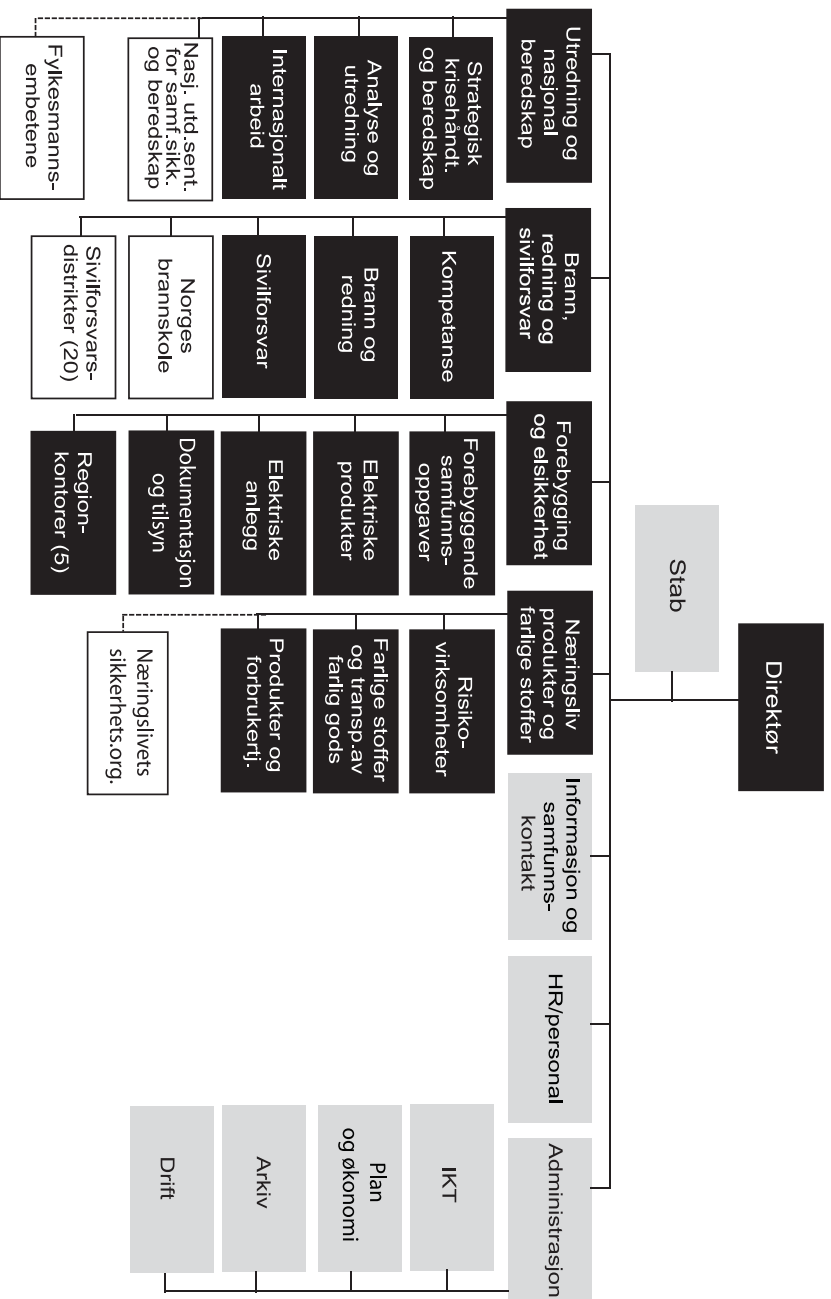 Direktør
Stab
Utredning og
nasjonal
beredskap
Strategisk
krisehåndt.
og beredskap
Analyse og
utredning
Internasjonalt
arbeid
Nasj. utd.sent.
for samf.sikk.
og beredskap
Fylkesmanns-
embetene
Brann,
redning og
sivilforsvar
Kompetanse
Brann og
redning
Sivilforsvar
Norges
brannskole
Sivilforsvars-
distrikter (20)
Forebygging
og elsikkerhet
Forebyggende
samfunns-
oppgaver
Elektriske
produkter
Elektriske
anlegg
Dokumentasjon
og tilsyn
Region-
kontorer (5)
Næringsliv
produkter og
farlige stoffer
Risiko-
virksomheter
Farlige stoffer
og transp.av
farlig gods
Produkter og
forbrukertj.
Næringslivets
sikkerhets.org.
Informasjon og
samfunns-
kontakt
HR/personal
Administrasjon
IKT
Plan
og økonomi
Arkiv
Drift